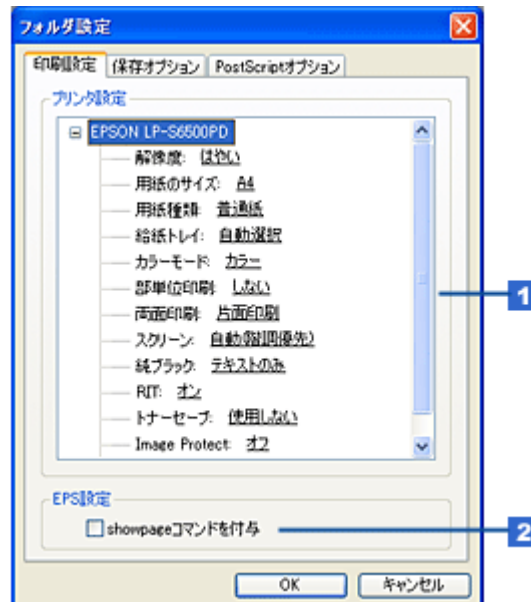 フォルダ設定
印刷設定 保存オプション PostScriptオプション
プリンタ設定
EPSON LP-S6500PD
解像度: はやい
用紙のサイズ: A4
用紙種類: 普通紙
給紙トレイ: 自動選択
カラーモード: カラー
部単位印刷: しない
両面印刷: 片面印刷
スクリーン: 自動(階調優先)
純ブラック: テキストのみ
RIT: オン
トナーセーブ: 使用しない
Image Protect: オフ
1
EPS設定
showpageコマンドを付与
2
OK キャンセル